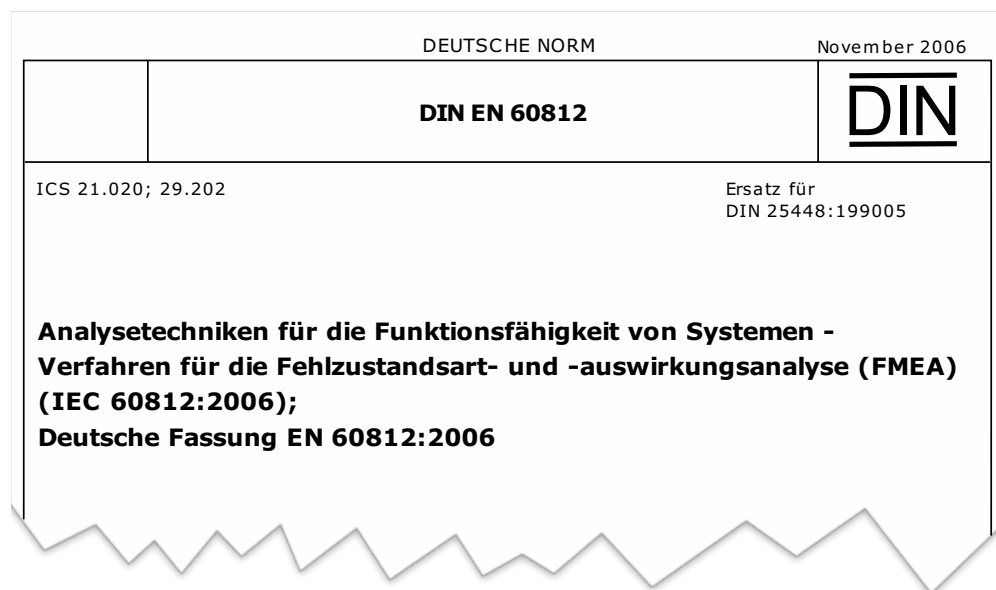 DEUTSCHE NORM
November 2006
DIN EN 60812
DIN
ICS 21.020; 29.202
Ersatz für
DIN 25448:199005
Analysetechniken für die Funktionsfähigkeit von Systemen -
Verfahren für die Fehlzustandsart- und -auswirkungsanalyse (FMEA)
(IEC 60812:2006);
Deutsche Fassung EN 60812:2006